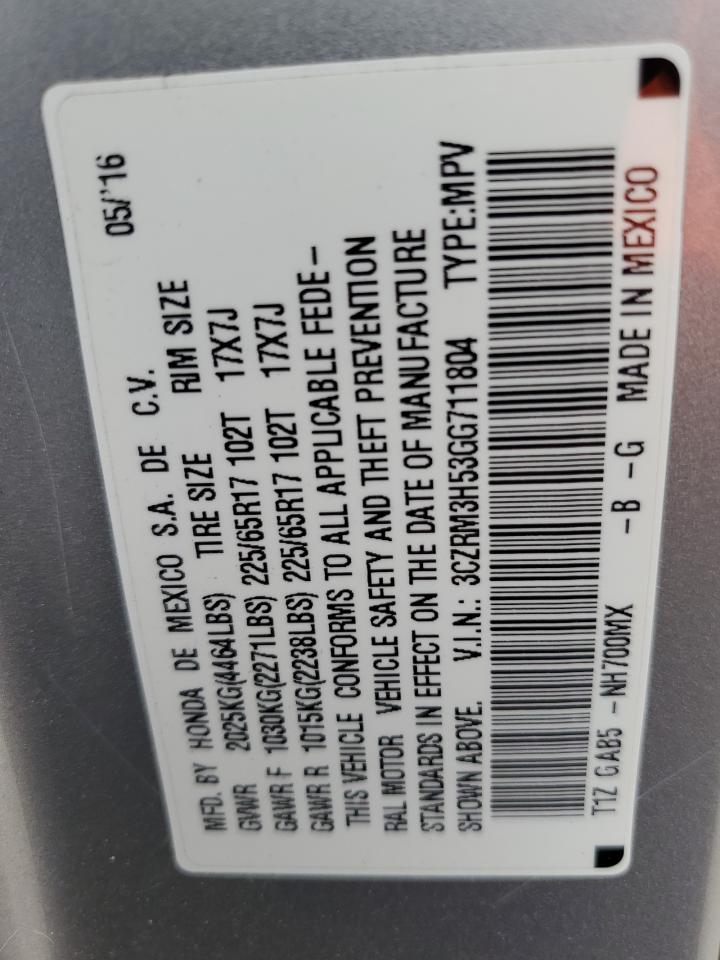 MFD. BY HONDA DE MEXICO S.A. DE C.V. 05/'16
GVWR 2025KG(4464LBS) TIRE SIZE RIM SIZE
GAWR F 1030KG(2271LBS) 225/65R17 102T 17X7J
GAWR R 1015KG(2238LBS) 225/65R17 102T 17X7J
THIS VEHICLE CONFORMS TO ALL APPLICABLE FEDE-
RAL MOTOR VEHICLE SAFETY AND THEFT PREVENTION
STANDARDS IN EFFECT ON THE DATE OF MANUFACTURE
SHOWN ABOVE. V.I.N.: 3CZRM3H53GG711804 TYPE:MPV
T1Z GAB5 -NH700MX -B -G MADE IN MEXICO